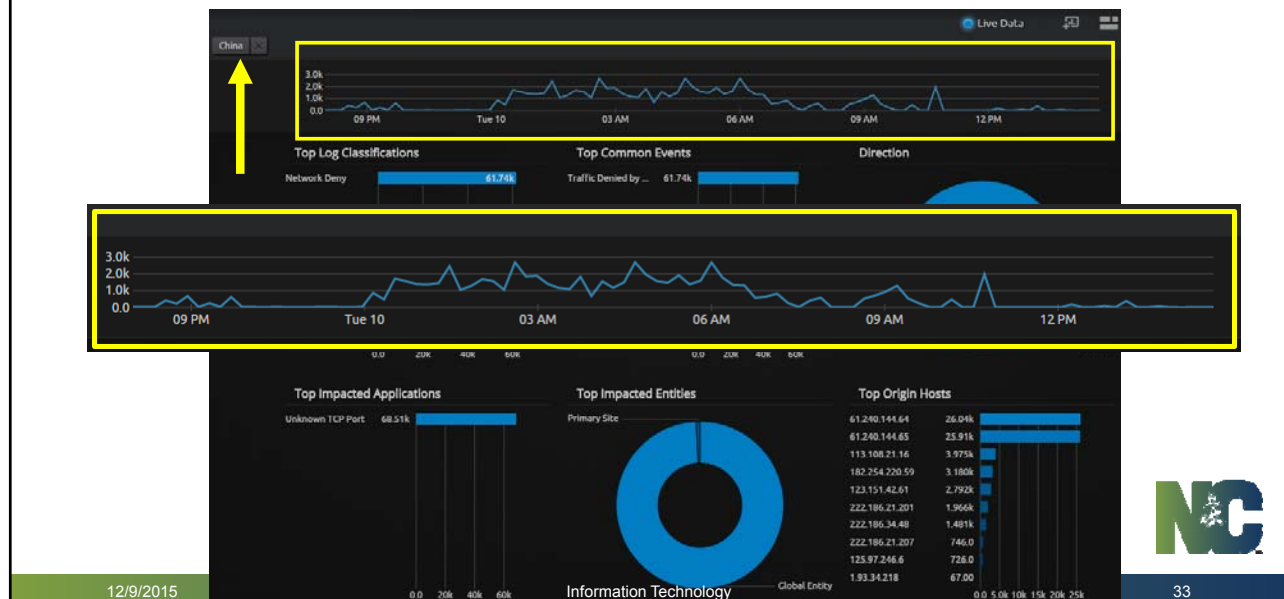 Live Data
China
3.0k
2.0k
1.0k
0.0
09 PM Tue 10 03 AM 06 AM 09 AM 12 PM
Top Log Classifications Top Common Events Direction
Network Deny 61.74k Traffic Denied by ... 61.74k
3.0k
2.0k
1.0k
0.0
09 PM Tue 10 03 AM 06 AM 09 AM 12 PM
0.0 20k 40k 60k 0.0 20k 40k 60k
Top Impacted Applications Top Impacted Entities Top Origin Hosts
Unknown TCP Port 68.51k Primary Site 61.240.144.64 26.04k
61.240.144.65 25.91k
113.108.21.16 3.975k
182.254.220.59 3.180k
123.151.42.61 2.792k
222.186.21.201 1.966k
222.186.34.48 1.481k
222.186.21.207 746.0
125.97.246.6 726.0
Global Entity 1.93.34.218 67.00
NC
0.0 20k 40k 60k 0.0 5.0k 10k 15k 20k 25k
12/9/2015 Information Technology 33